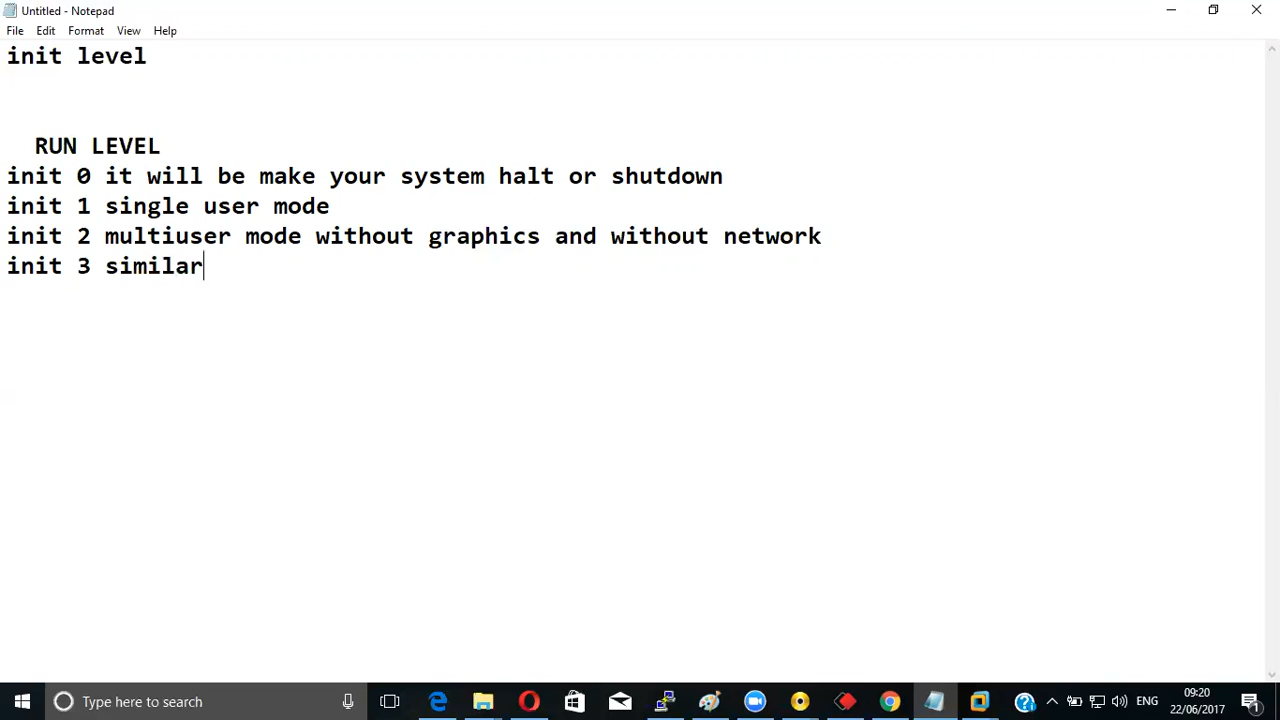 Untitled - Notepad
File Edit Format View Help
init level
RUN LEVEL
init 0 it will be make your system halt or shutdown
init 1 single user mode
init 2 multiuser mode without graphics and without network
init 3 similar
Type here to search
ENG
09:20
22/06/2017
1